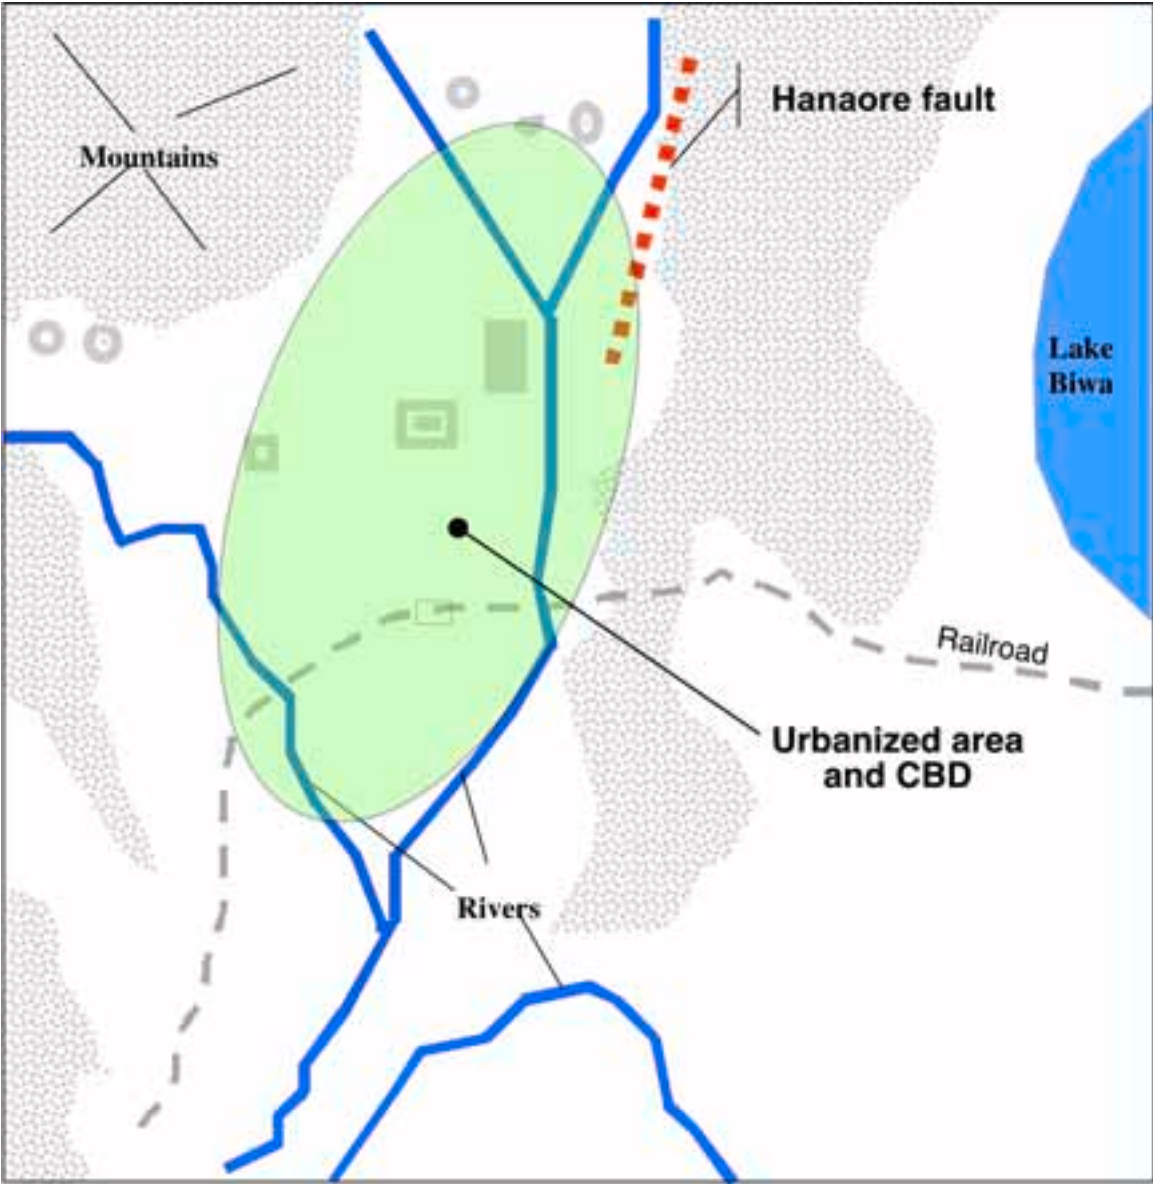 Hanaore fault
Mountains
Lake
Biwa
Railroad
Urbanized area
and CBD
Rivers